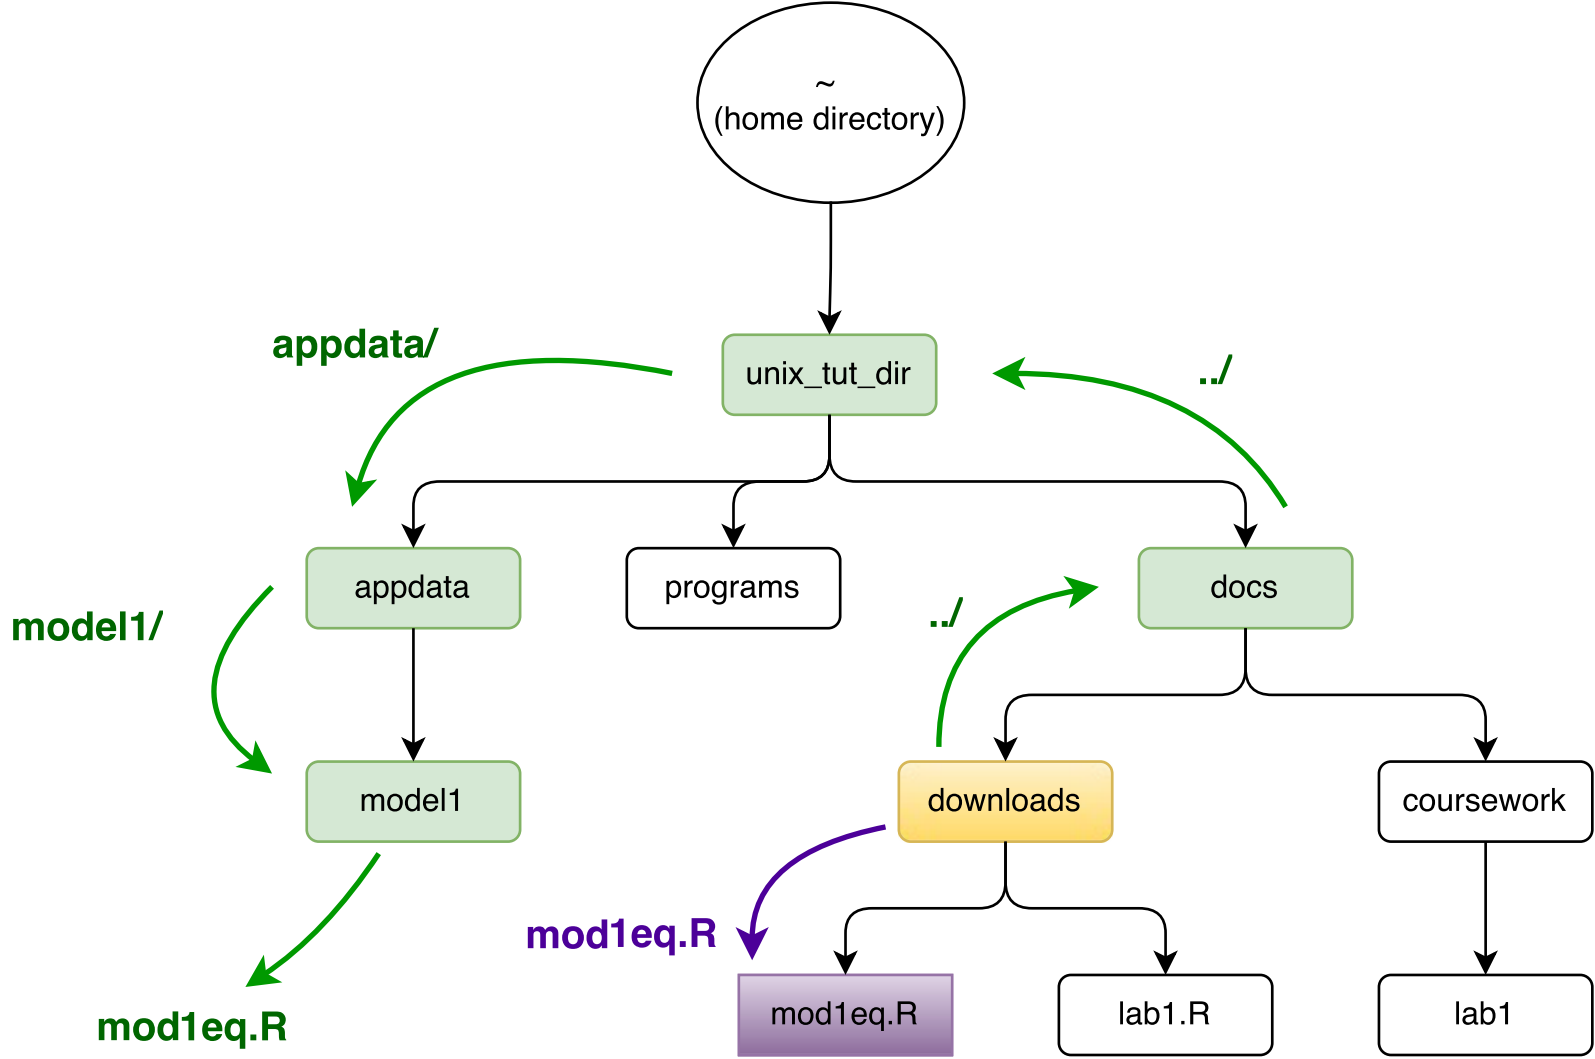 ~
(home directory)
appdata/
unix_tut_dir
../
appdata
programs
docs
model1/
../
model1
downloads
coursework
mod1eq.R
mod1eq.R
mod1eq.R
lab1.R
lab1